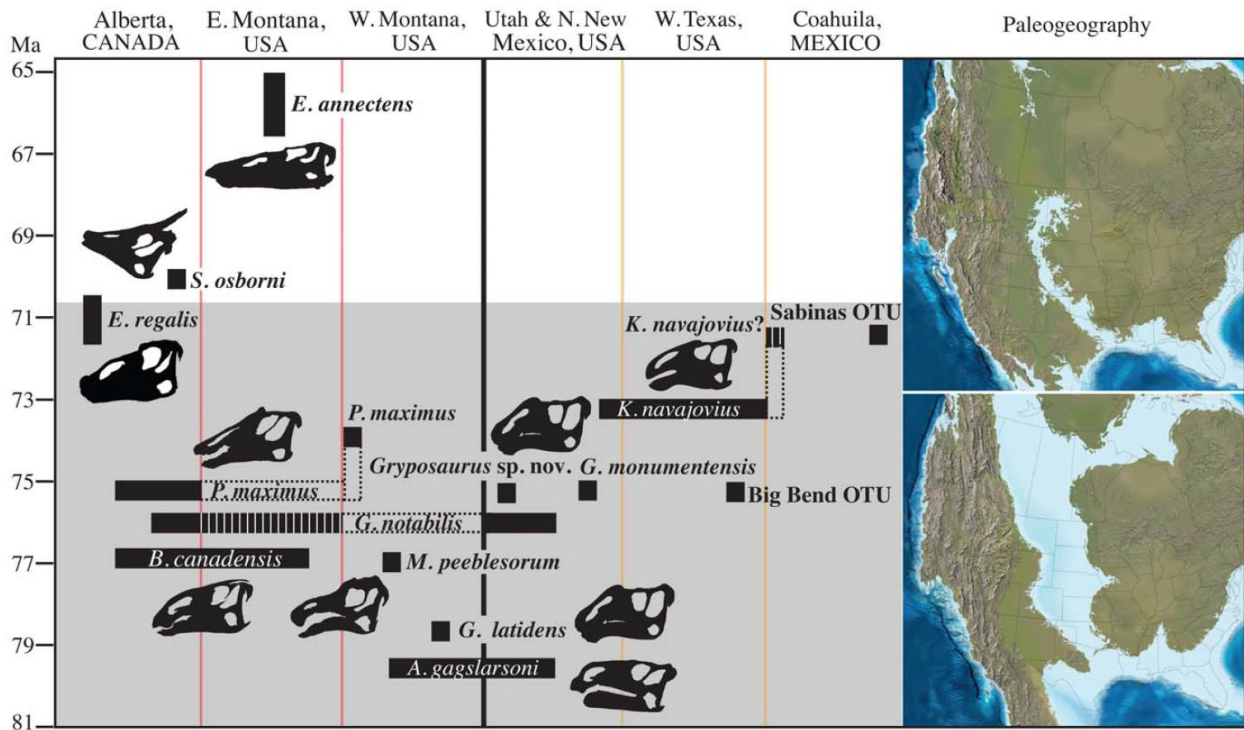 Alberta, CANADA
E. Montana, USA
W. Montana, USA
Utah & N. New Mexico, USA
W. Texas, USA
Coahuila, MEXICO
Paleogeography
Ma
65
E. annectens
67
69
S. osborni
71
E. regalis
K. navajovius?
Sabinas OTU
73
K. navajovius
P. maximus
Gryposaurus sp. nov.
G. monumentensis
75
P. maximus
Big Bend OTU
G. notabilis
77
B. canadensis
M. peeblesorum
79
G. latidens
A. gagslarsoni
81